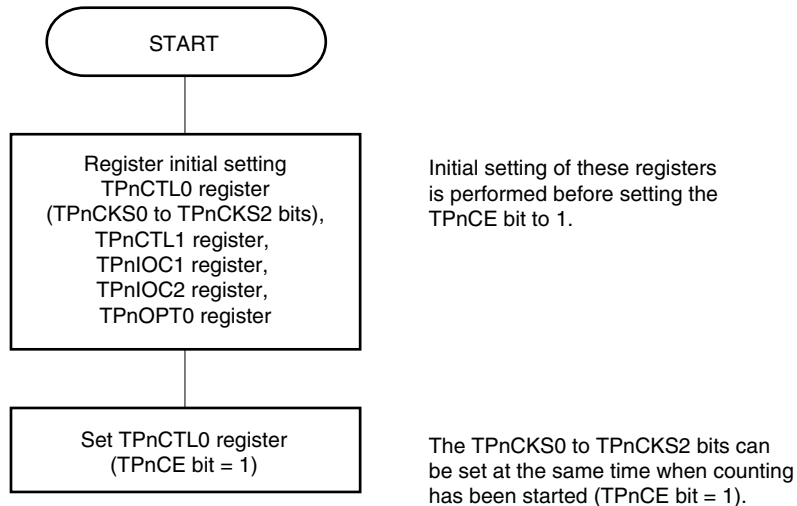 START
Register initial setting
TPnCTL0 register
(TPnCKS0 to TPnCKS2 bits),
TPnCTL1 register,
TPnIOC1 register,
TPnIOC2 register,
TPnOPT0 register
Initial setting of these registers
is performed before setting the
TPnCE bit to 1.
Set TPnCTL0 register
(TPnCE bit = 1)
The TPnCKS0 to TPnCKS2 bits can
be set at the same time when counting
has been started (TPnCE bit = 1).